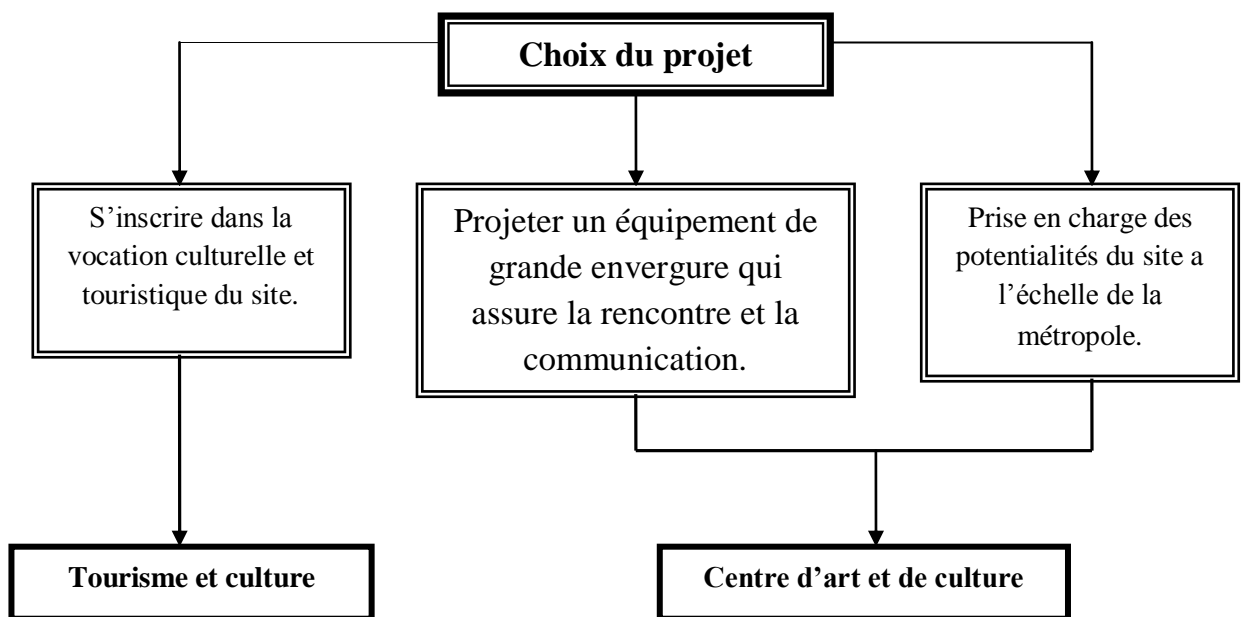 Choix du projet
S’inscrire dans la
vocation culturelle et
touristique du site.
Projeter un équipement de
grande envergure qui
assure la rencontre et la
communication.
Prise en charge des
potentialités du site a
l’échelle de la
métropole.
Tourisme et culture
Centre d’art et de culture